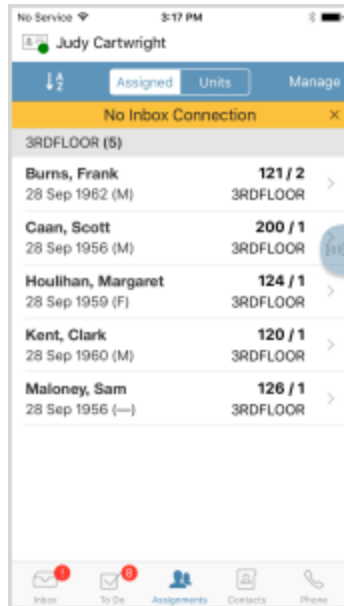 No Service 3:17 PM
Judy Cartwright
Assigned Units Manage
No Inbox Connection ×
3RDFLOOR (5)
Burns, Frank 121 / 2
28 Sep 1962 (M) 3RDFLOOR
Caan, Scott 200 / 1
28 Sep 1956 (M) 3RDFLOOR
Houlihan, Margaret 124 / 1
28 Sep 1959 (F) 3RDFLOOR
Kent, Clark 120 / 1
28 Sep 1960 (M) 3RDFLOOR
Maloney, Sam 126 / 1
28 Sep 1956 (—) 3RDFLOOR
1 8
Inbox To Do Assignments Contacts Phone